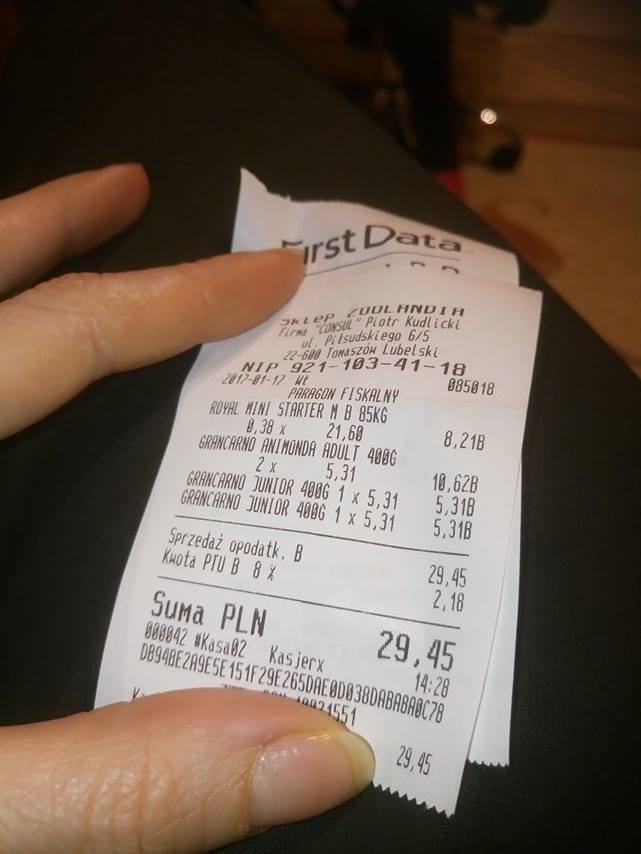 First Data
Sklep ZOOLANDIA
Firma "CONSUL" Piotr Kudlicki
ul. Piłsudskiego 6/5
22-600 Tomaszów Lubelski
NIP 921-103-41-18
2017-01-17 Wt 085018
PARAGON FISKALNY
ROYAL MINI STARTER M B 85KG
0,38 x 21,60 8,21B
GRANCARNO ANIMONDA ADULT 400G
2 x 5,31 10,62B
GRANCARNO JUNIOR 400G 1 x 5,31 5,31B
GRANCARNO JUNIOR 400G 1 x 5,31 5,31B
Sprzedaż opodatk. B 29,45
Kwota PTU B 8 % 2,18
Suma PLN 29,45
000042 #Kasa02 Kasjerx 14:28
DB94BE2A9E5E151F29E265DAE0D038DABA8A0C78
29,45